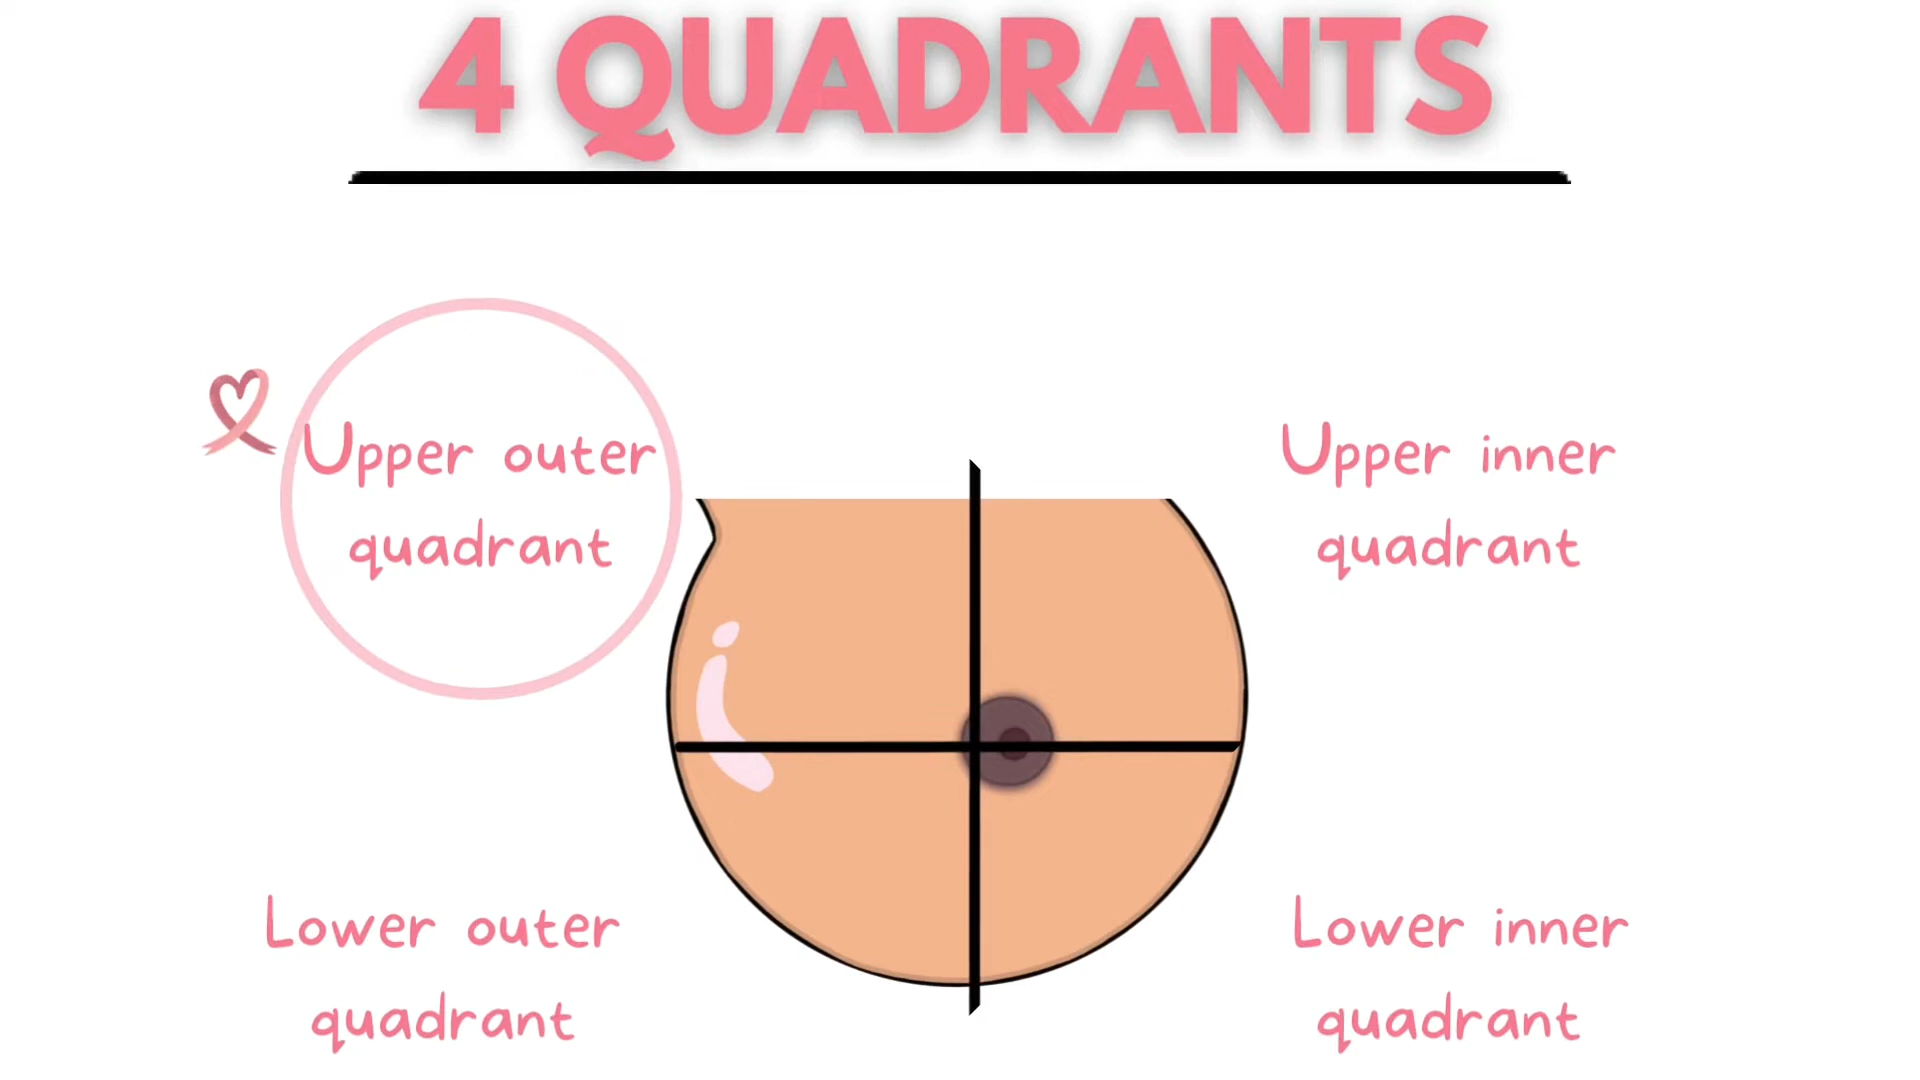 4 QUADRANTS
Upper outer
quadrant
Upper inner
quadrant
Lower outer
quadrant
Lower inner
quadrant